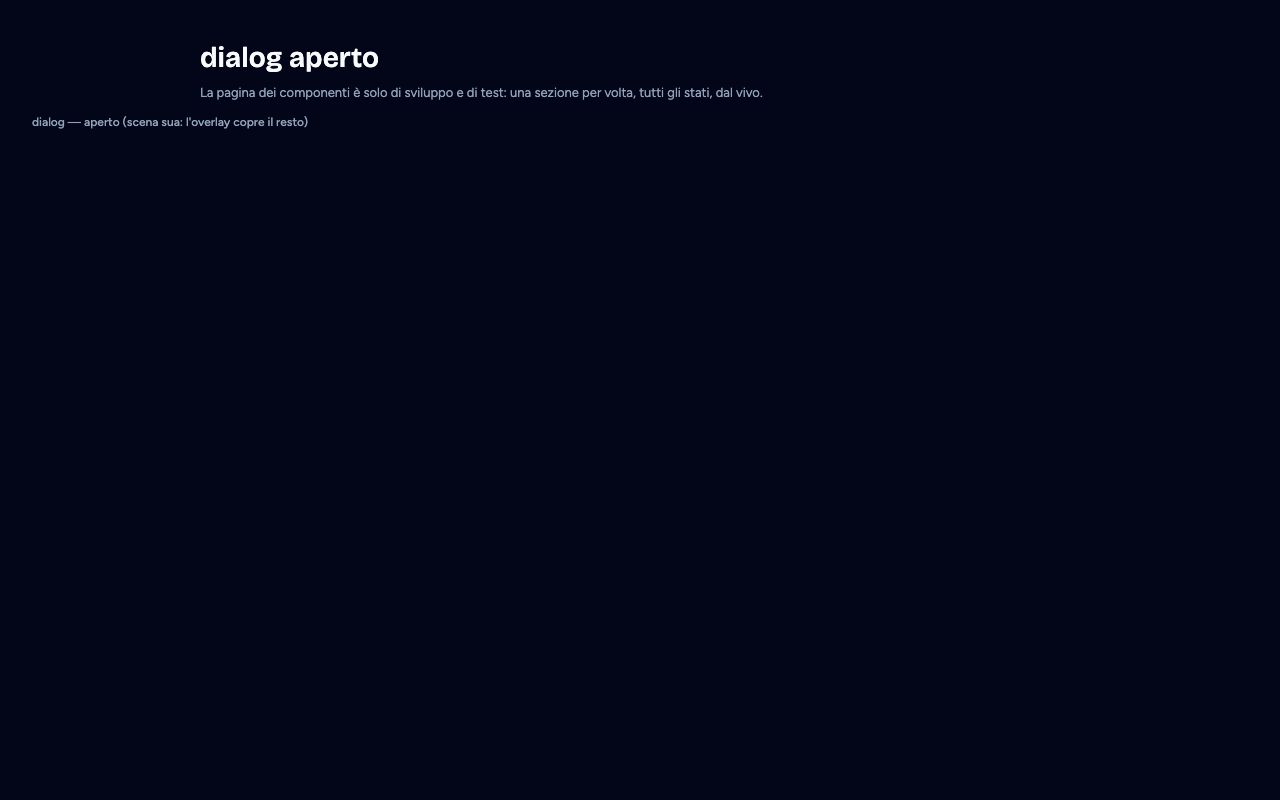 dialog aperto
La pagina dei componenti è solo di sviluppo e di test: una sezione per volta, tutti gli stati, dal vivo.
dialog — aperto (scena sua: l'overlay copre il resto)